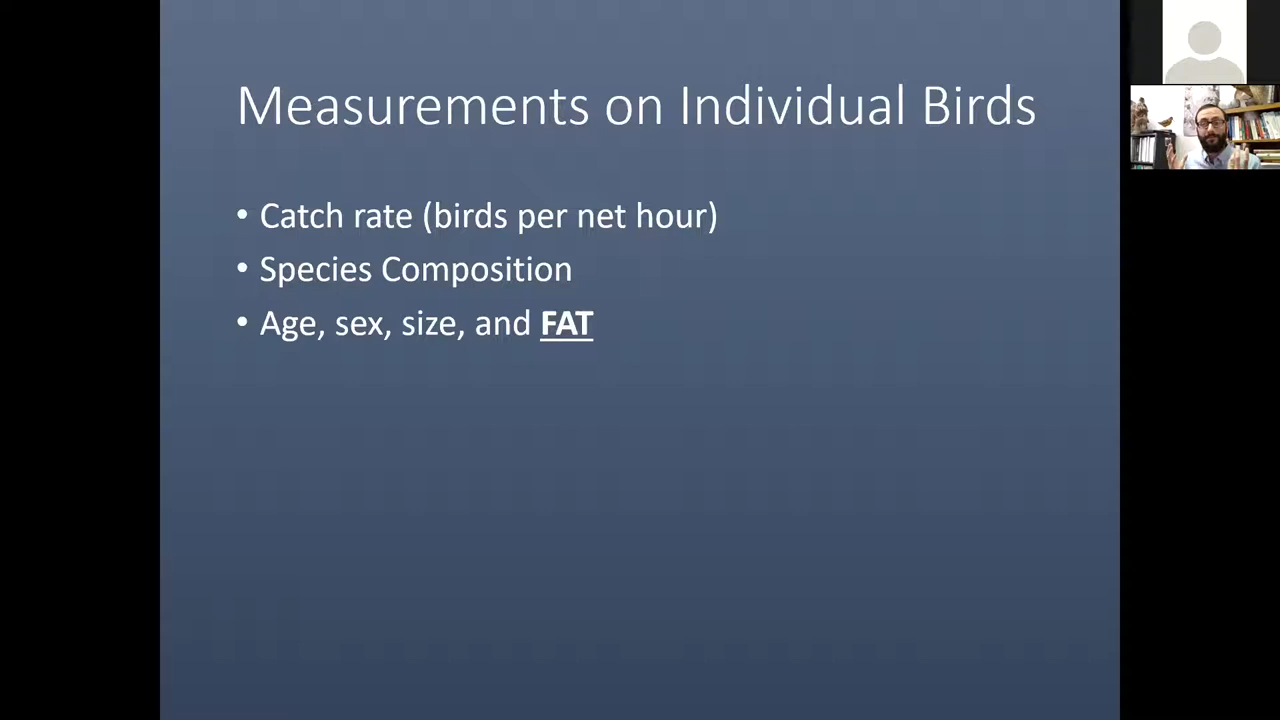 Measurements on Individual Birds
• Catch rate (birds per net hour)
• Species Composition
• Age, sex, size, and FAT